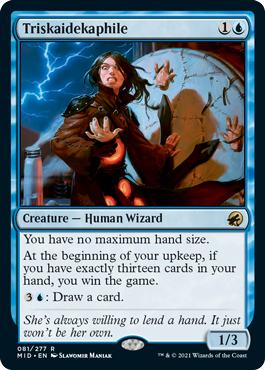 Triskaidekaphile 1
Creature — Human Wizard
You have no maximum hand size.
At the beginning of your upkeep, if
you have exactly thirteen cards in your
hand, you win the game.
3 : Draw a card.
She's always willing to lend a hand. It just
won't be her own.
1/3
081/277 R
MID • EN SLAWOMIR MANIAK
™ & © 2021 Wizards of the Coast